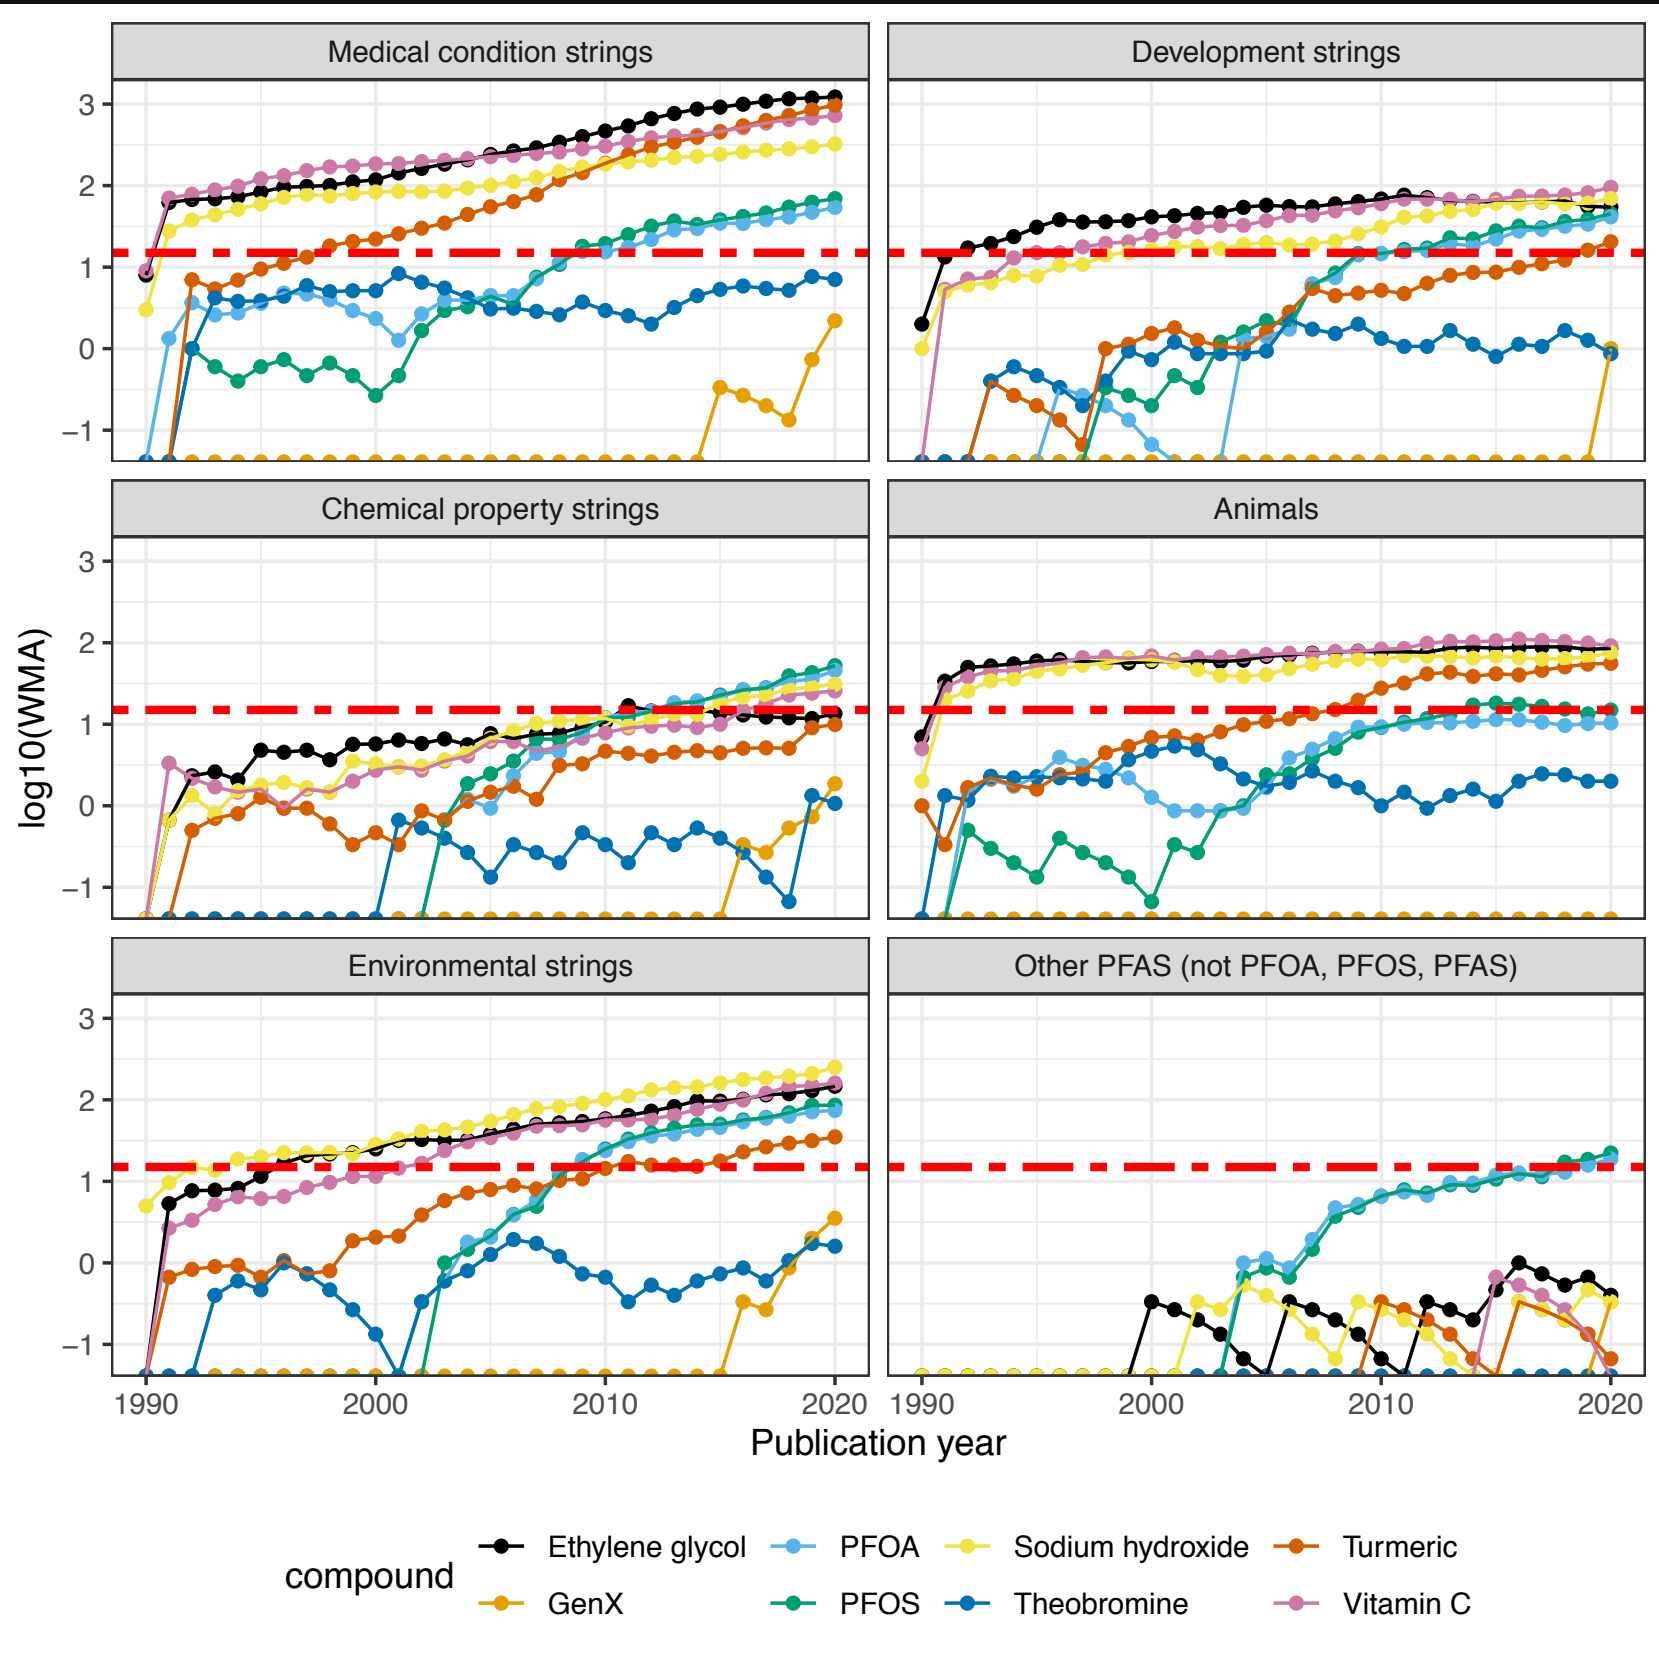 Medical condition strings
Development strings
3
2
1
0
−1
Chemical property strings
Animals
3
2
1
0
−1
log10(WMA)
Environmental strings
Other PFAS (not PFOA, PFOS, PFAS)
3
2
1
0
−1
1990 2000 2010 2020 1990 2000 2010 2020
Publication year
compound
Ethylene glycol PFOA Sodium hydroxide Turmeric
GenX PFOS Theobromine Vitamin C